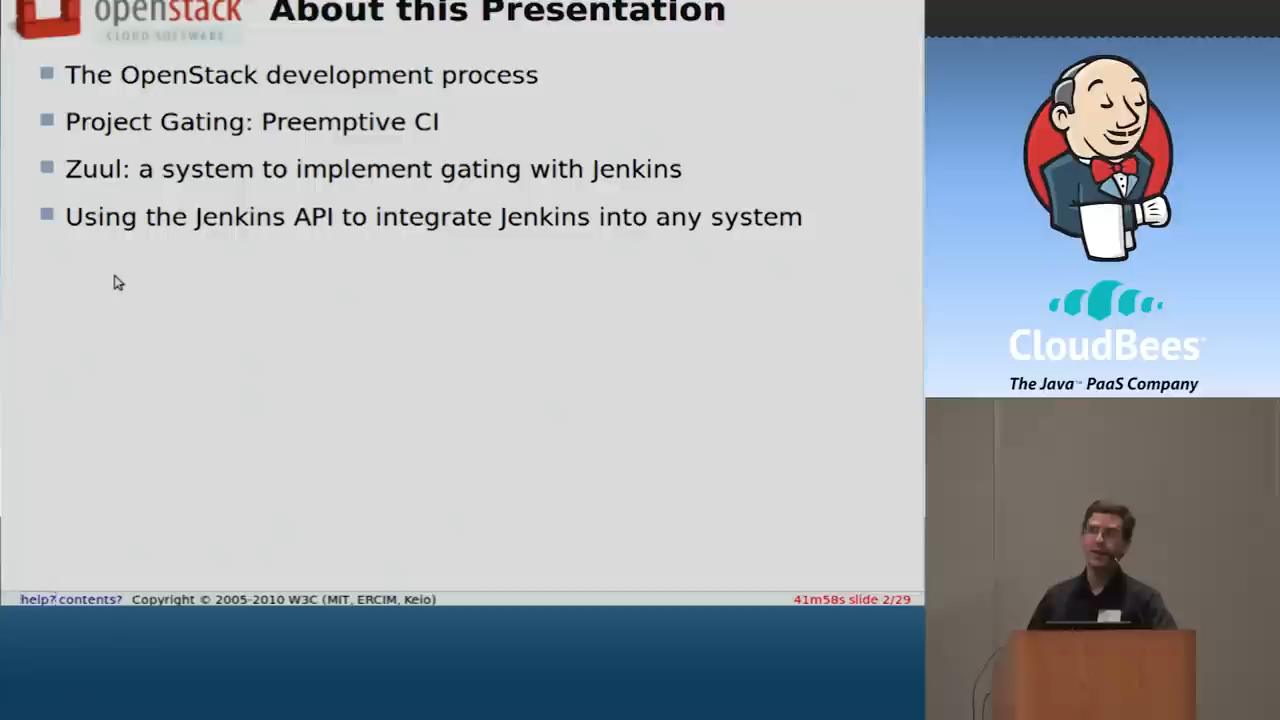 openstack
CLOUD SOFTWARE
About this Presentation
The OpenStack development process
Project Gating: Preemptive CI
Zuul: a system to implement gating with Jenkins
Using the Jenkins API to integrate Jenkins into any system
help? contents? Copyright © 2005-2010 W3C (MIT, ERCIM, Keio)
41m58s slide 2/29
CloudBees
The Java™ PaaS Company